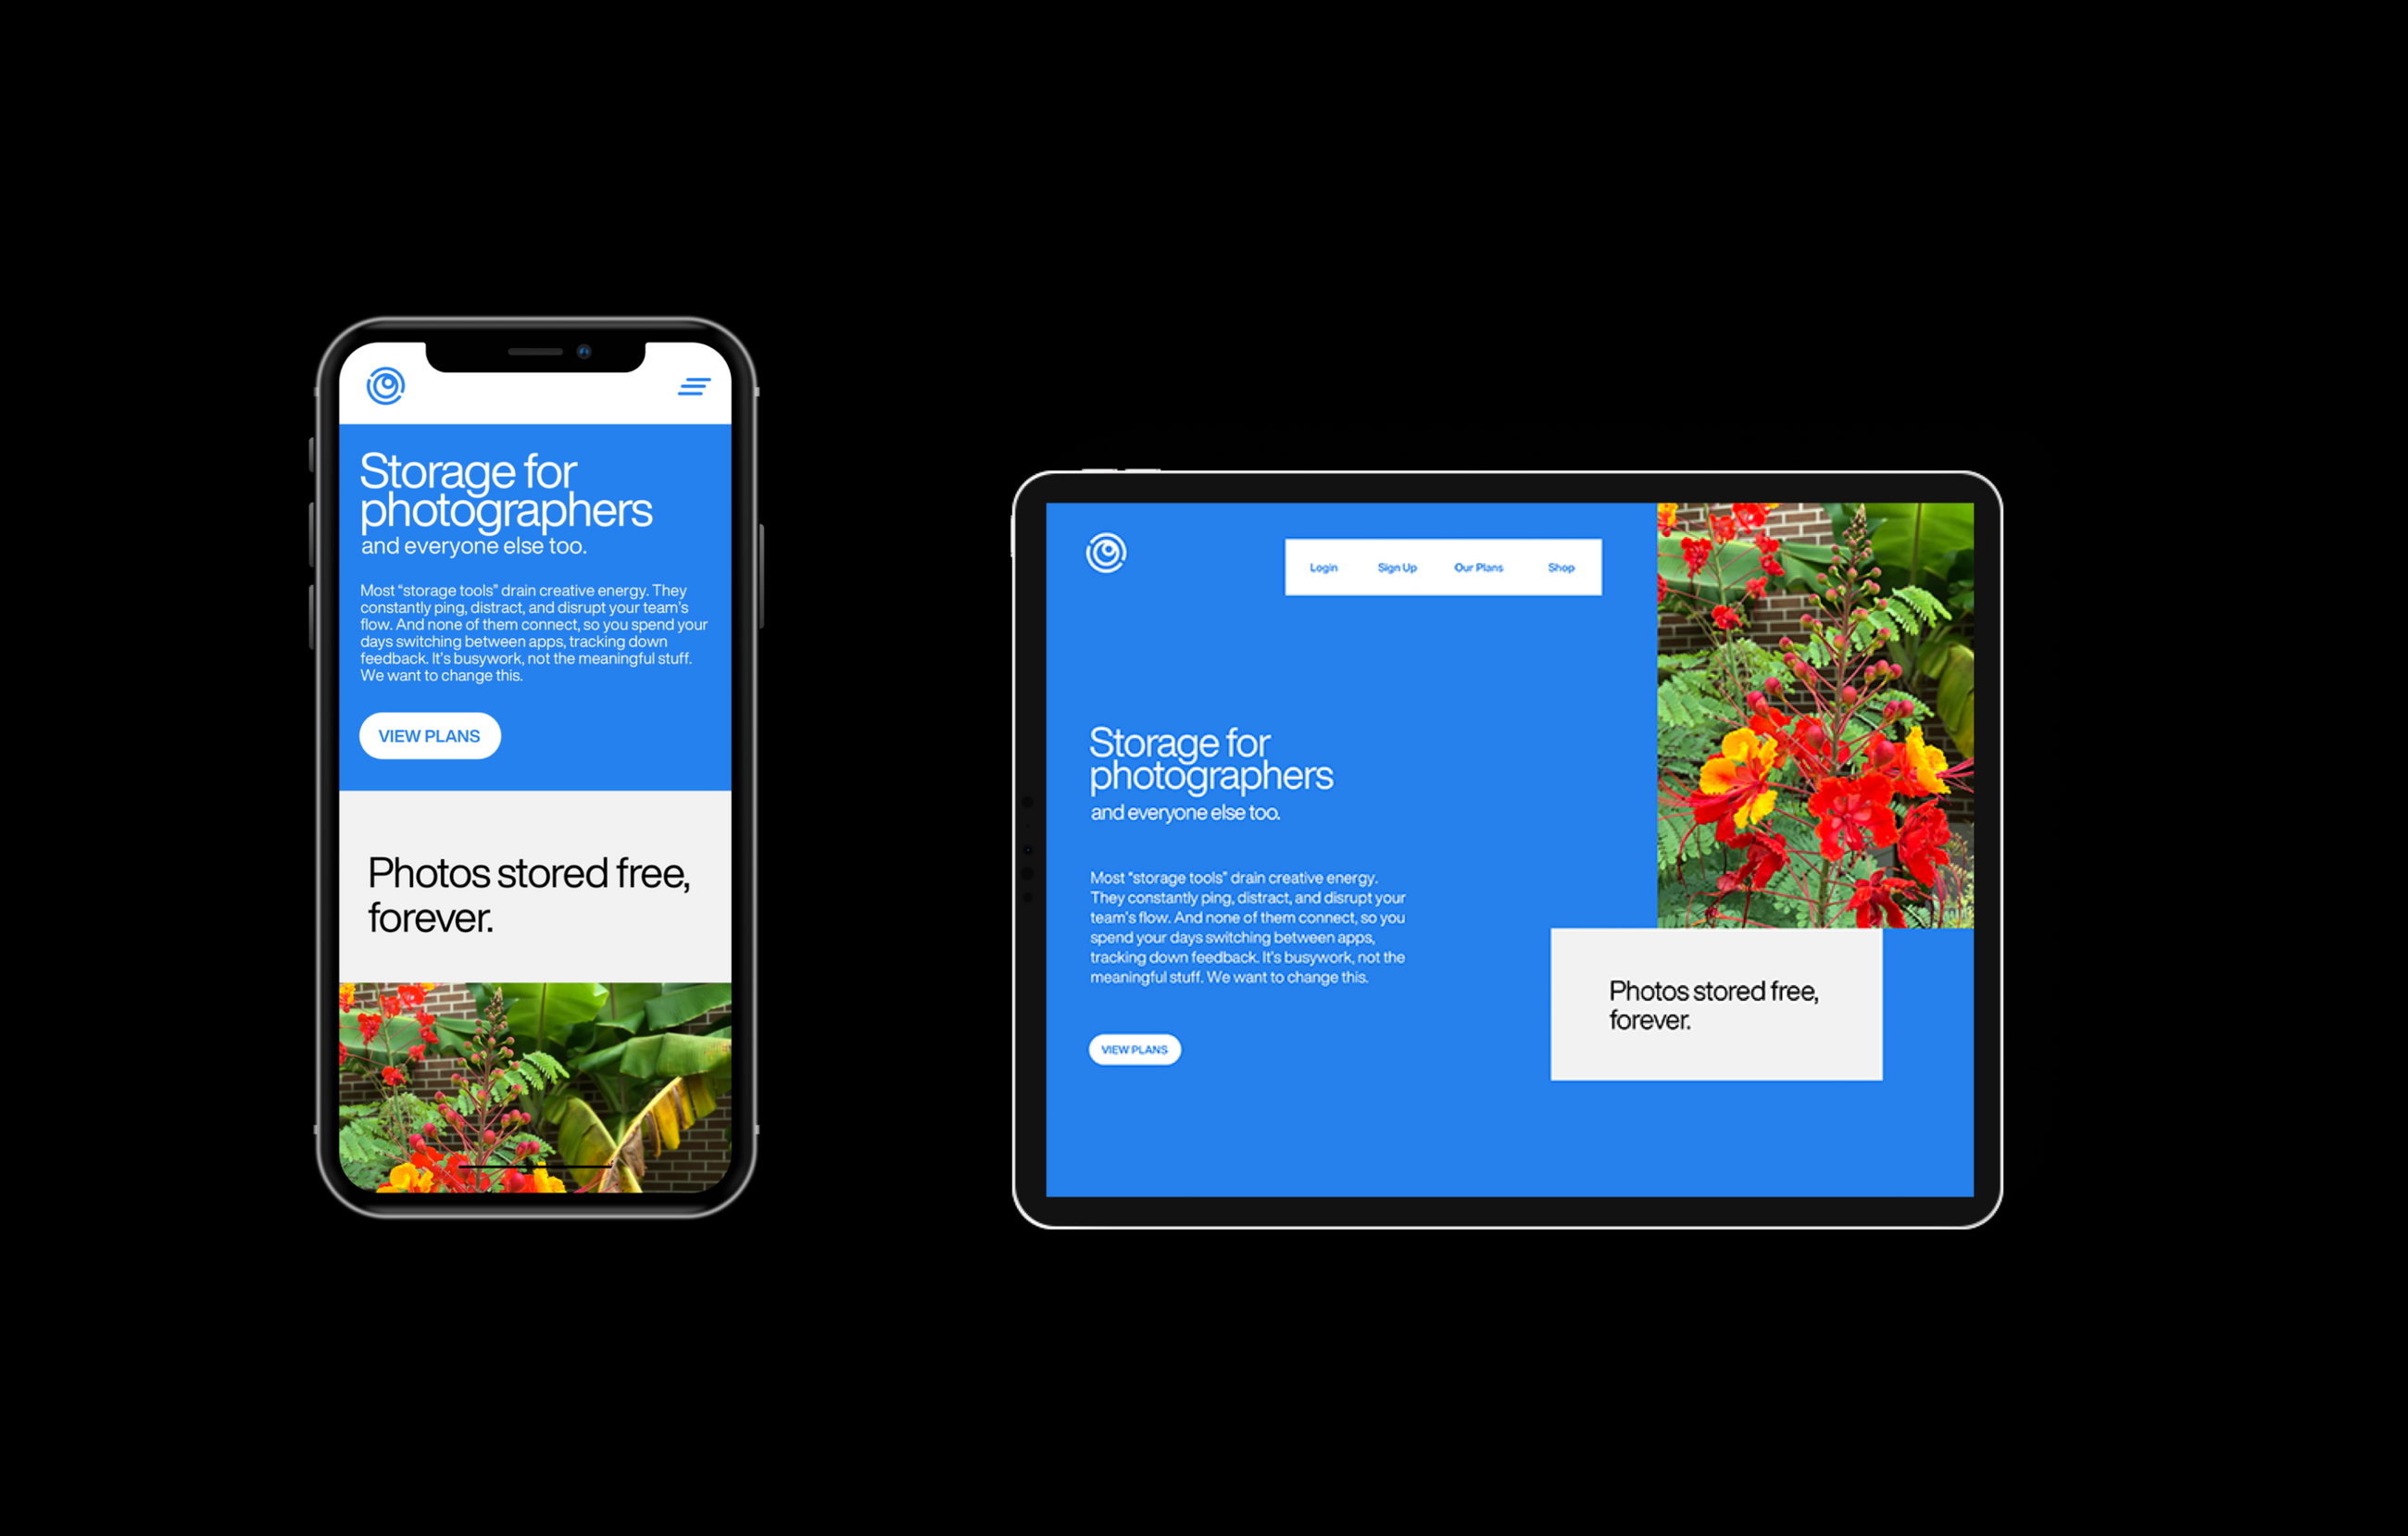 Storage for
photographers
and everyone else too.
Most “storage tools” drain creative energy. They
constantly ping, distract, and disrupt your team’s
flow. And none of them connect, so you spend your
days switching between apps, tracking down
feedback. It’s busywork, not the meaningful stuff.
We want to change this.
VIEW PLANS
Photos stored free,
forever.
Login Sign Up Our Plans Shop
Storage for
photographers
and everyone else too.
Most “storage tools” drain creative energy.
They constantly ping, distract, and disrupt your
team’s flow. And none of them connect, so you
spend your days switching between apps,
tracking down feedback. It’s busywork, not the
meaningful stuff. We want to change this.
VIEW PLANS
Photos stored free,
forever.